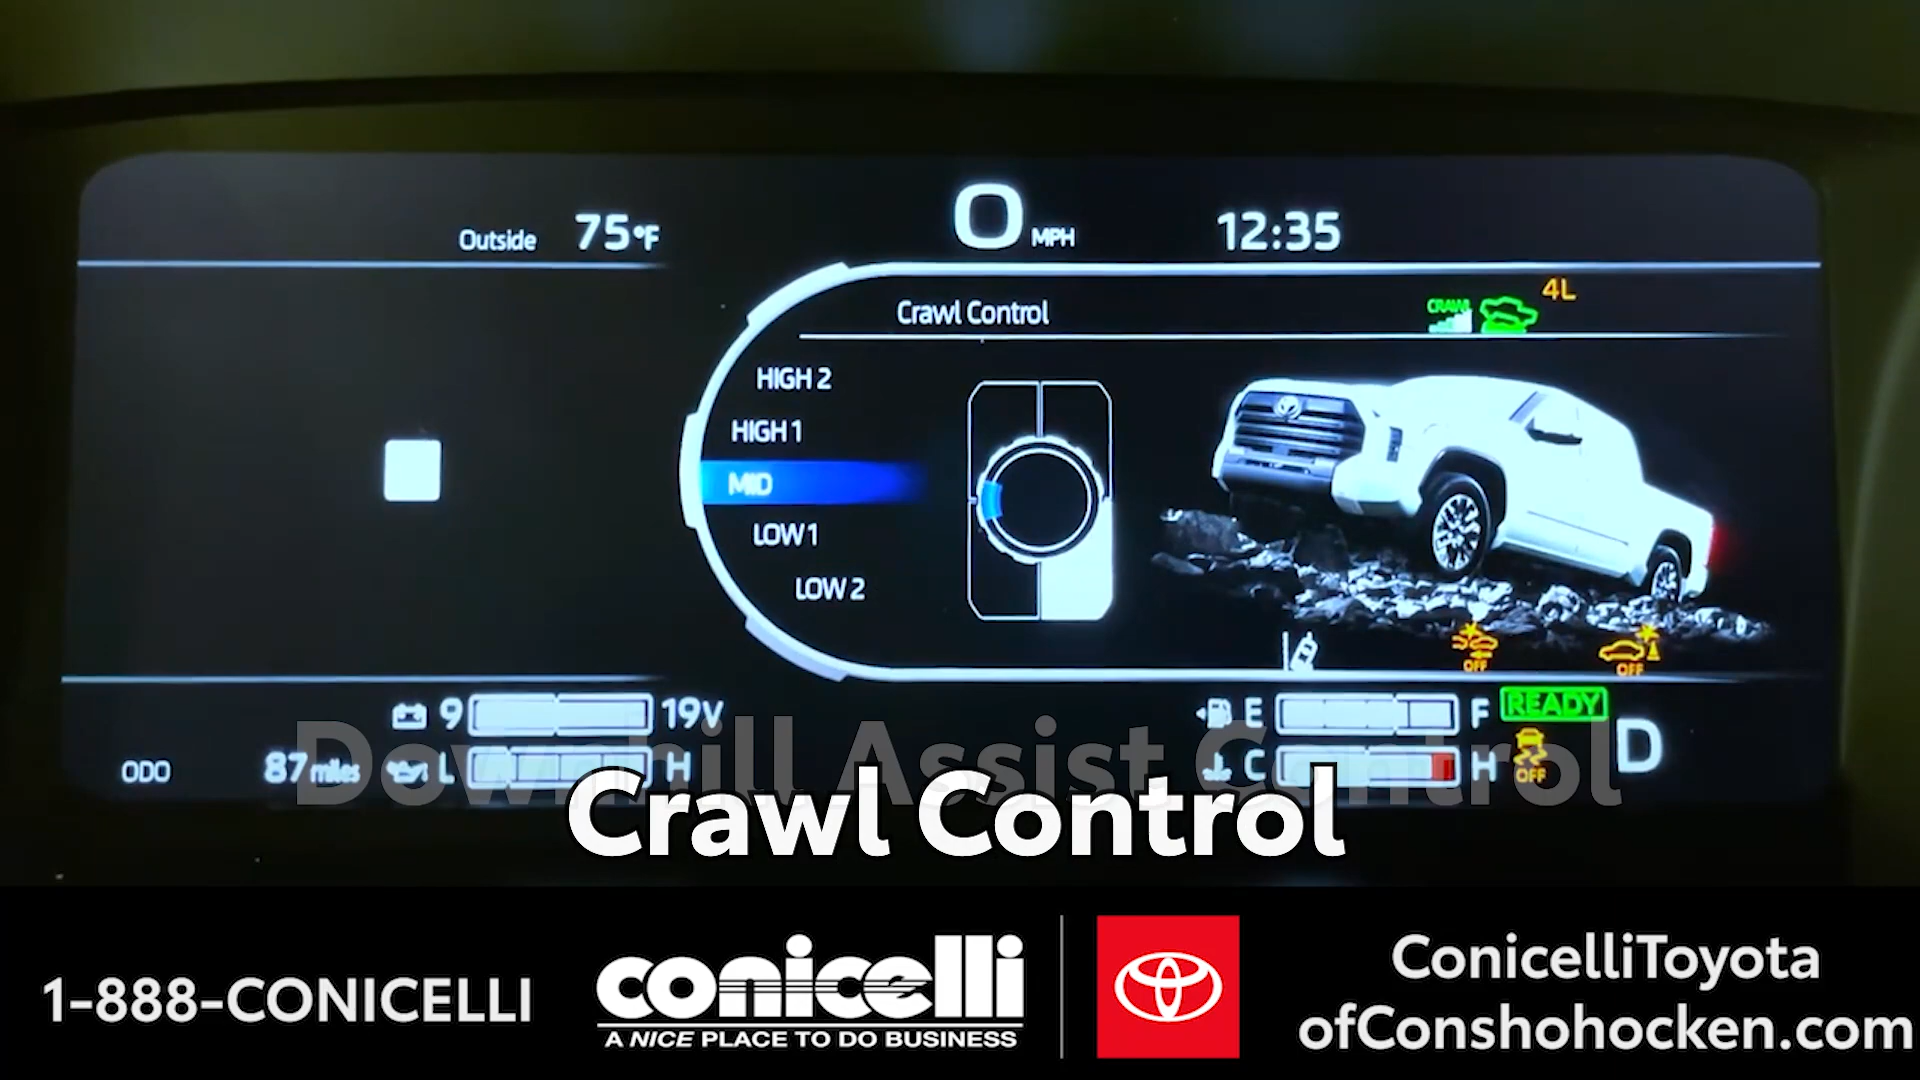 Outside 75°F
0 MPH
12:35
Crawl Control
CRAWL
4L
HIGH 2
HIGH 1
MID
LOW 1
LOW 2
OFF
OFF
9 19V
E F
READY
D
ODO 87 miles
L H
C H
OFF
Downhill Assist Control
Crawl Control
1-888-CONICELLI
conicelli
A NICE PLACE TO DO BUSINESS
ConicelliToyota
ofConshohocken.com